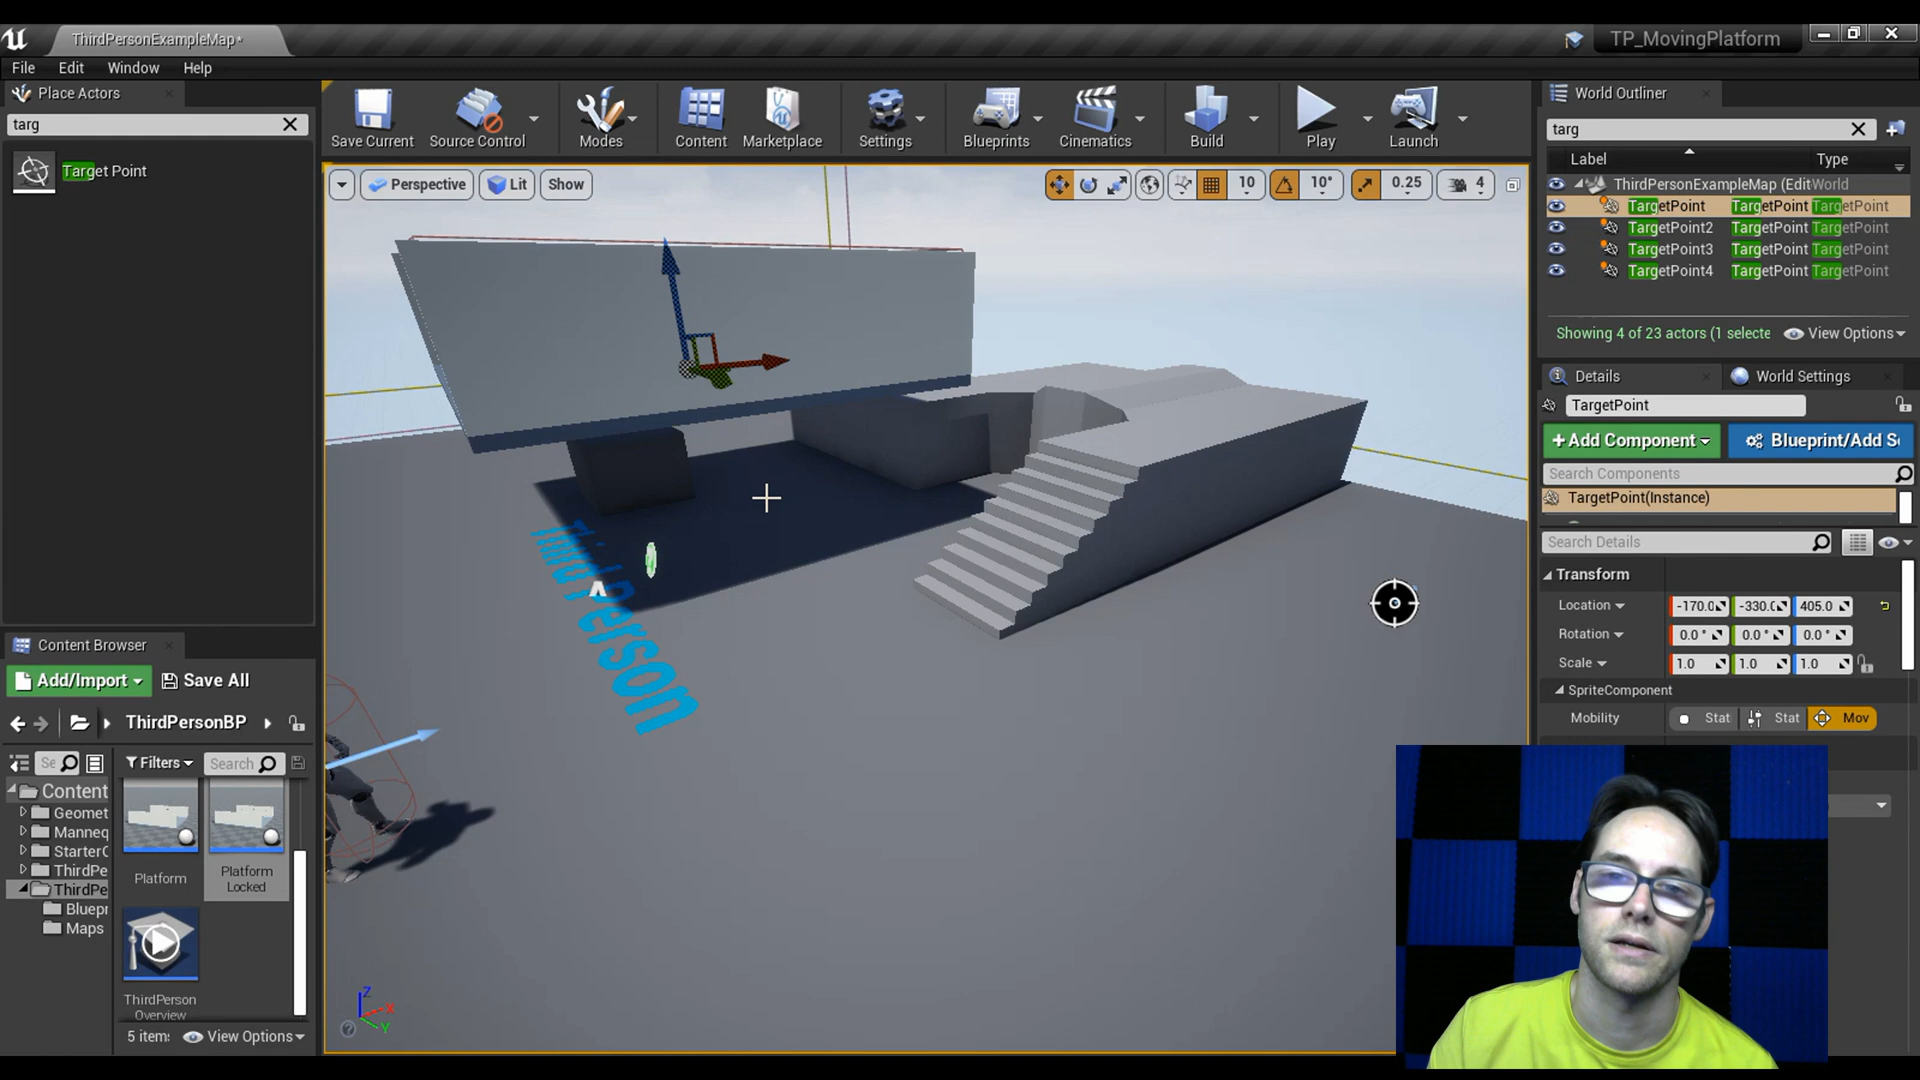 ThirdPersonExampleMap*
TP_MovingPlatform
File Edit Window Help
Place Actors
targ
Target Point
Save Current
Source Control
Modes
Content
Marketplace
Settings
Blueprints
Cinematics
Build
Play
Launch
Perspective
Lit
Show
10
10°
0.25
4
Third Person
World Outliner
targ
Label Type
ThirdPersonExampleMap (Edit World
TargetPoint TargetPoint TargetPoint
TargetPoint2 TargetPoint TargetPoint
TargetPoint3 TargetPoint TargetPoint
TargetPoint4 TargetPoint TargetPoint
Showing 4 of 23 actors (1 selecte View Options
Details
World Settings
TargetPoint
+Add Component
Blueprint/Add S
Search Components
TargetPoint(Instance)
Search Details
Transform
Location -170.0 -330.0 405.0
Rotation 0.0° 0.0° 0.0°
Scale 1.0 1.0 1.0
SpriteComponent
Mobility Stat Stat Mov
Content Browser
Add/Import Save All
ThirdPersonBP
Se
Filters
Search
Content
Geomet
Manneq
StarterC
ThirdPe
ThirdPe
Bluepr
Maps
Platform
Platform
Locked
ThirdPerson
Overview
5 item: View Options
Z
X
Y